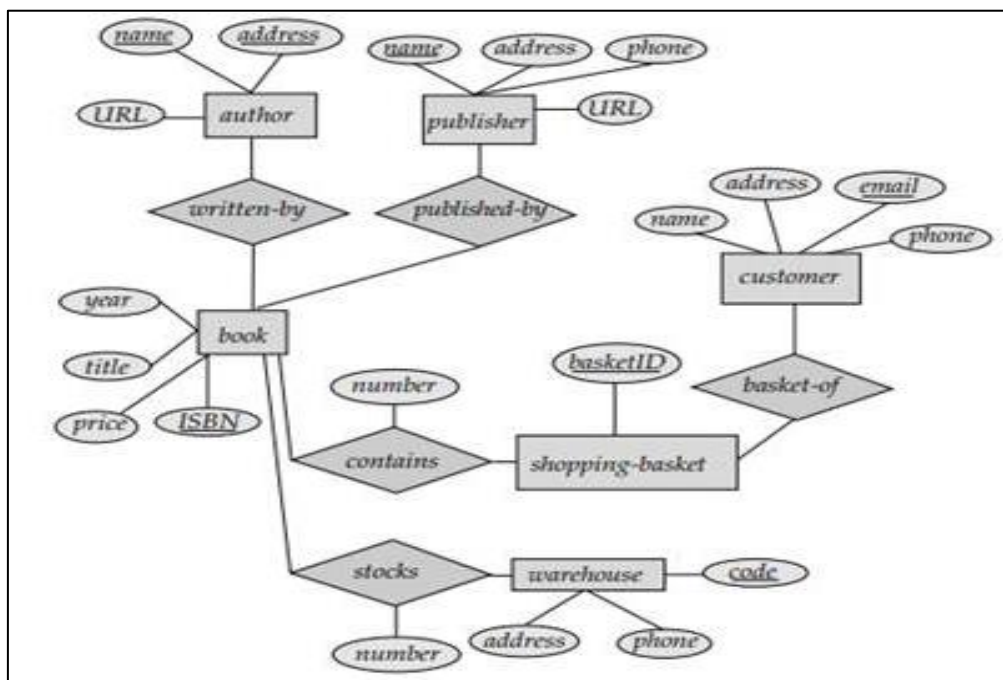 name
address
name
address
phone
URL
author
publisher
URL
written-by
published-by
address
email
name
phone
customer
year
book
title
price
ISBN
number
basketID
basket-of
contains
shopping-basket
stocks
warehouse
code
number
address
phone